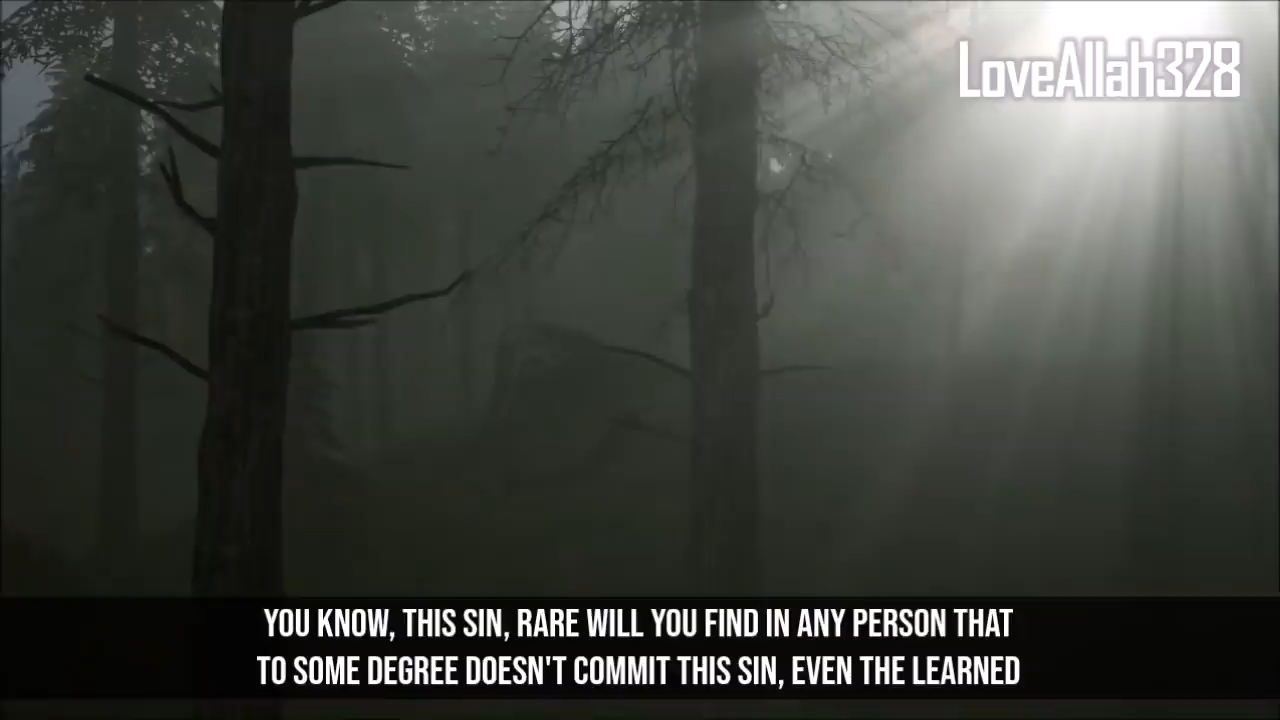 LoveAllah328
YOU KNOW, THIS SIN, RARE WILL YOU FIND IN ANY PERSON THAT
TO SOME DEGREE DOESN'T COMMIT THIS SIN, EVEN THE LEARNED